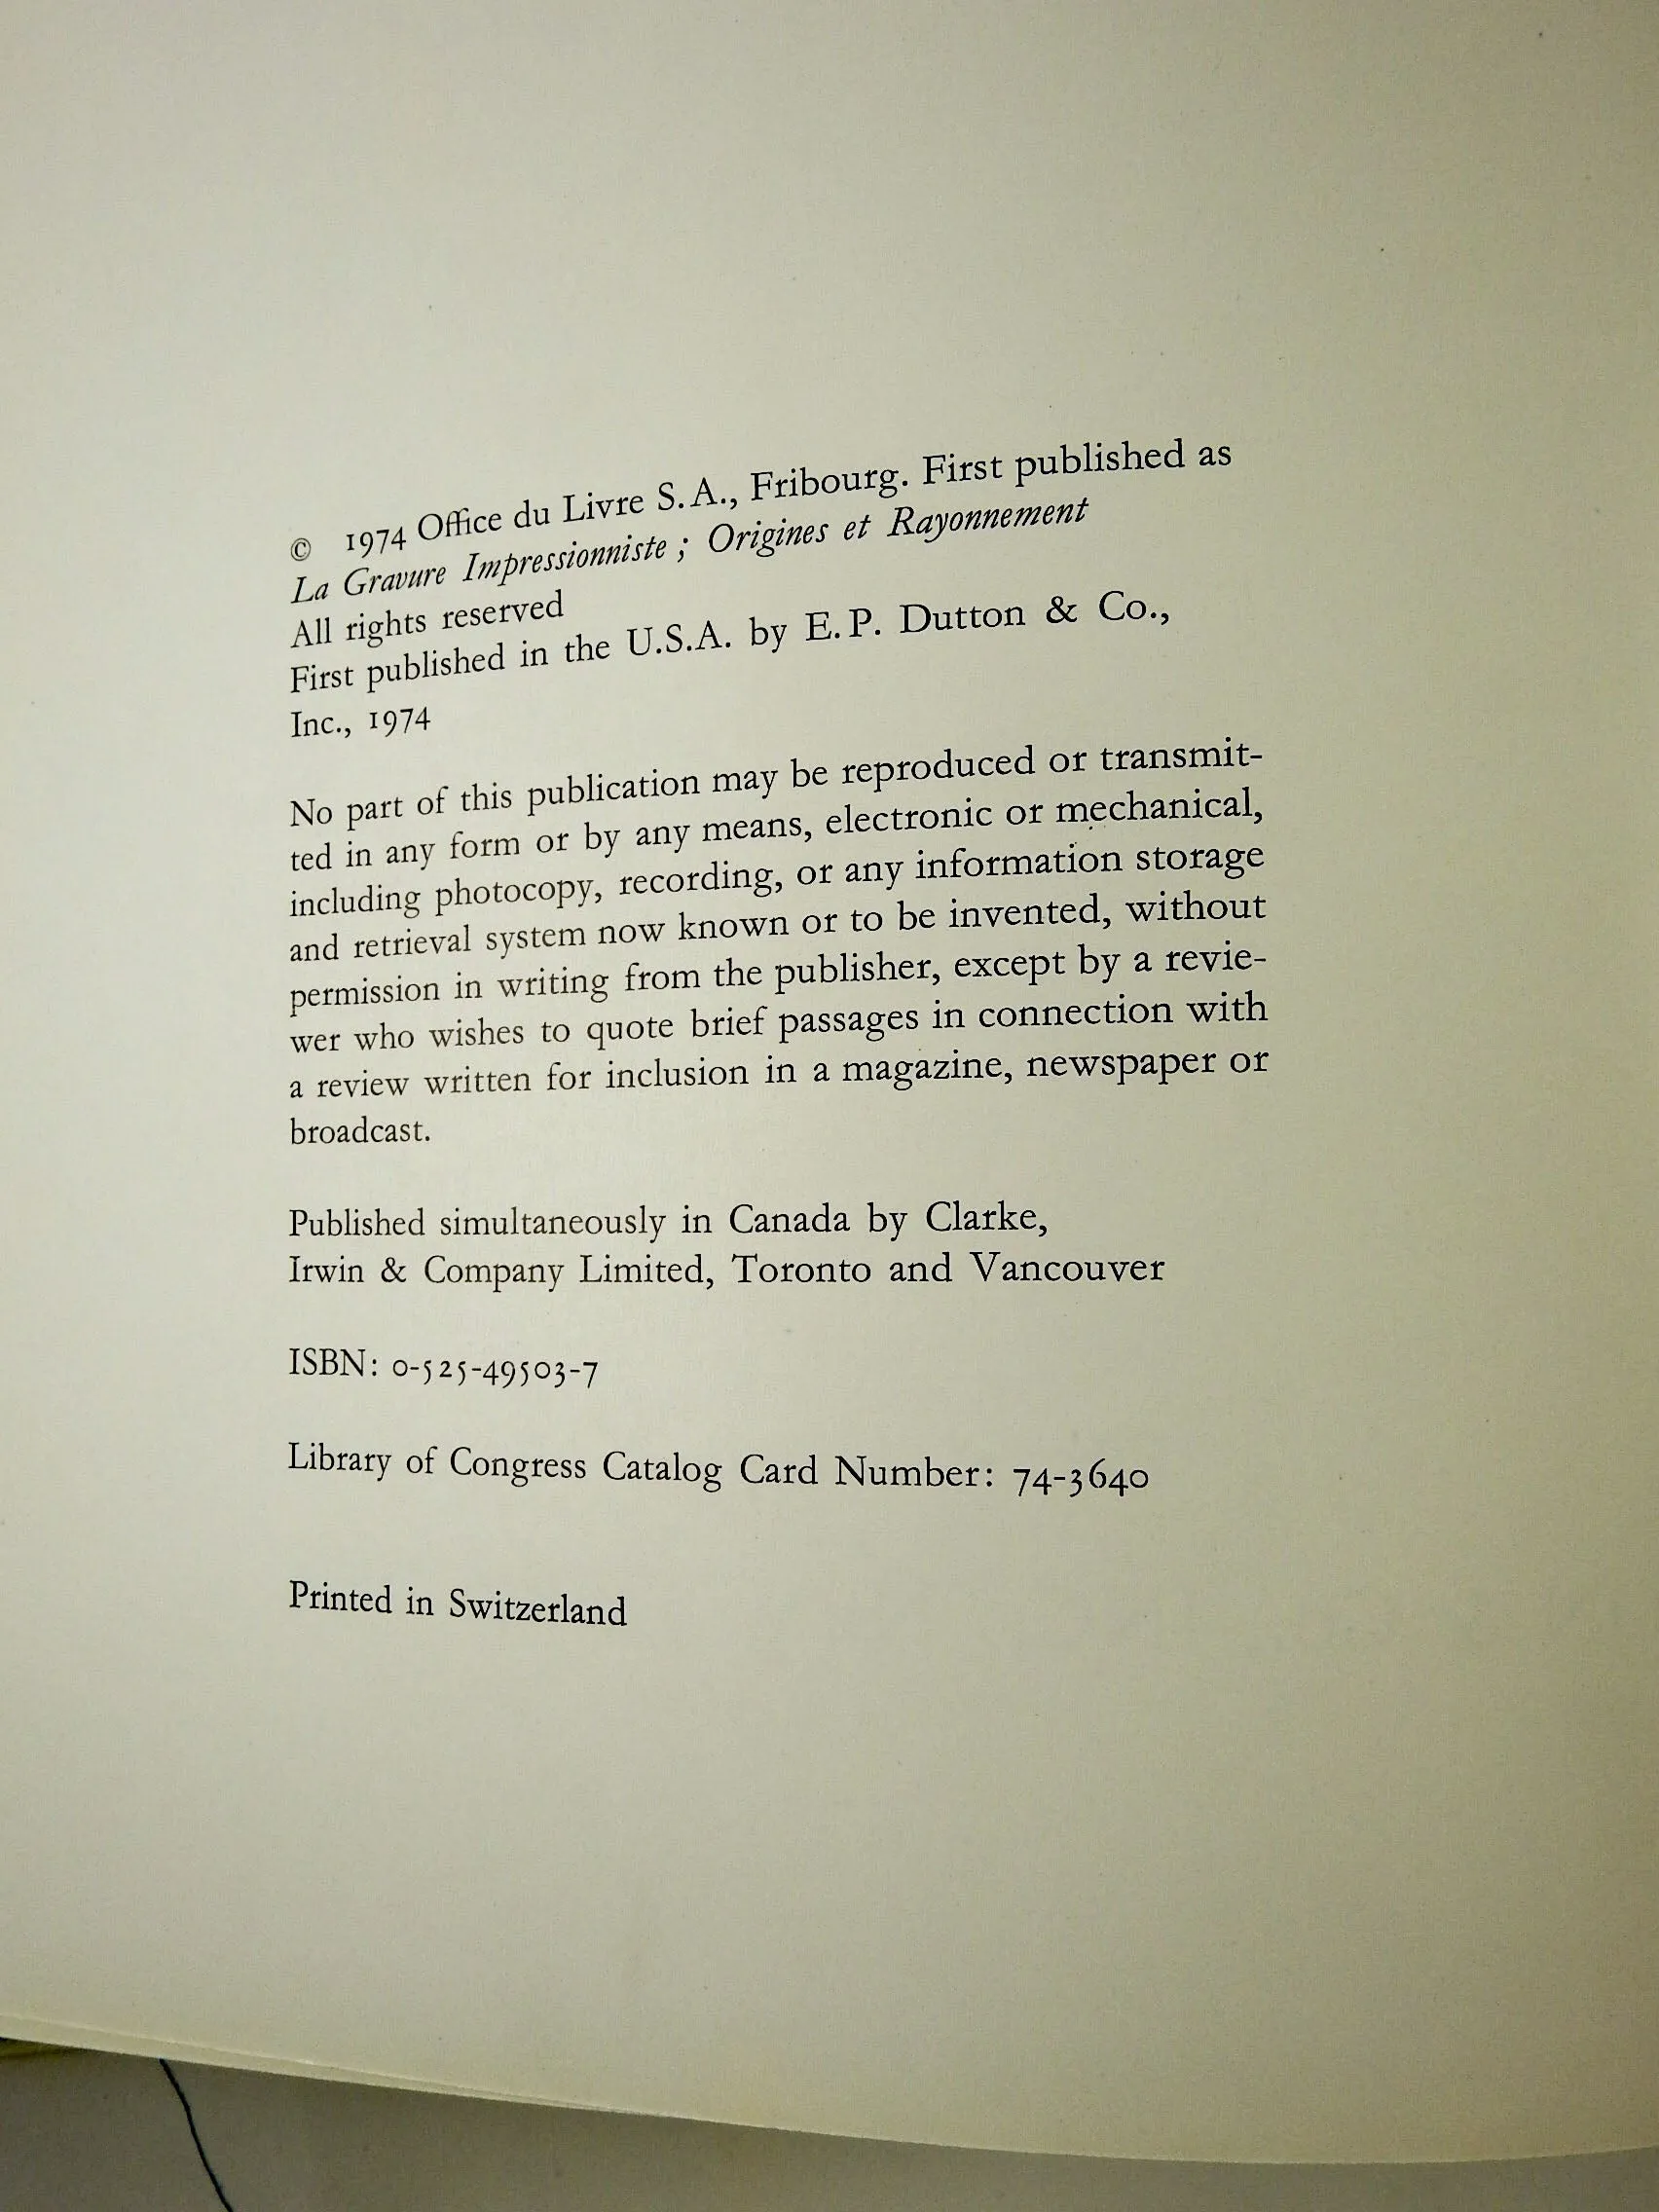 © 1974 Office du Livre S.A., Fribourg. First published as
La Gravure Impressionniste ; Origines et Rayonnement
All rights reserved
First published in the U.S.A. by E.P. Dutton & Co.,
Inc., 1974
No part of this publication may be reproduced or transmit-
ted in any form or by any means, electronic or mechanical,
including photocopy, recording, or any information storage
and retrieval system now known or to be invented, without
permission in writing from the publisher, except by a revie-
wer who wishes to quote brief passages in connection with
a review written for inclusion in a magazine, newspaper or
broadcast.
Published simultaneously in Canada by Clarke,
Irwin & Company Limited, Toronto and Vancouver
ISBN: 0-525-49503-7
Library of Congress Catalog Card Number: 74-3640
Printed in Switzerland